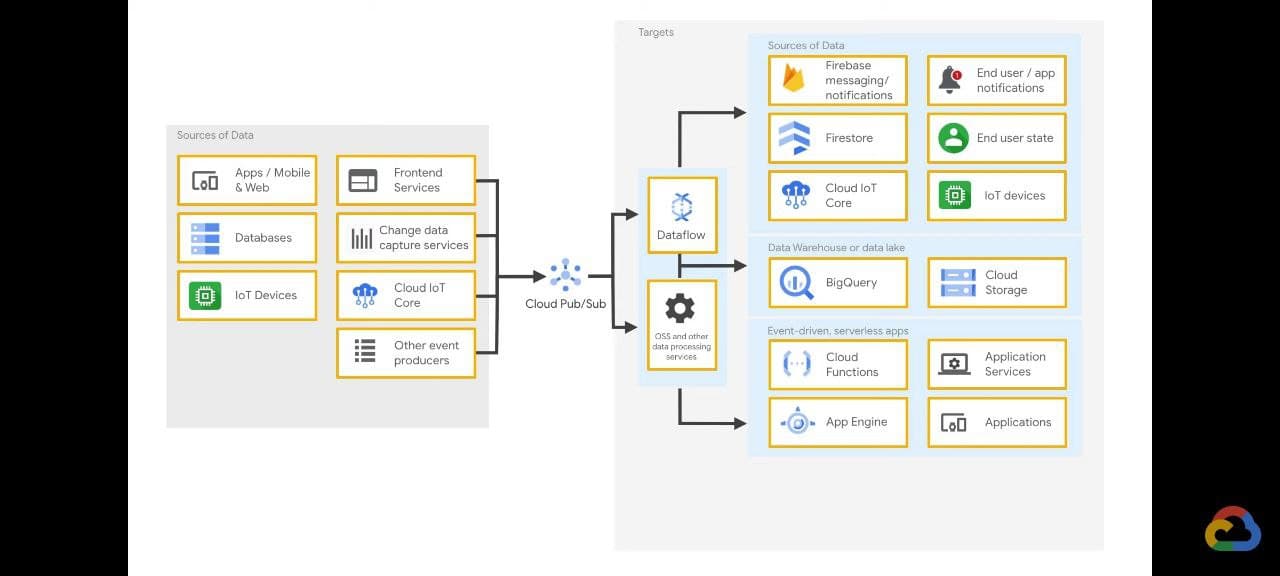 Targets
Sources of Data
Apps / Mobile
& Web
Frontend
Services
Databases
Change data
capture services
IoT Devices
Cloud IoT
Core
Other event
producers
Cloud Pub/Sub
Dataflow
OSS and other
data processing
services
Sources of Data
Firebase
messaging/
notifications
1
End user / app
notifications
Firestore
End user state
Cloud IoT
Core
IoT devices
Data Warehouse or data lake
BigQuery
Cloud
Storage
Event-driven, serverless apps
Cloud
Functions
Application
Services
App Engine
Applications